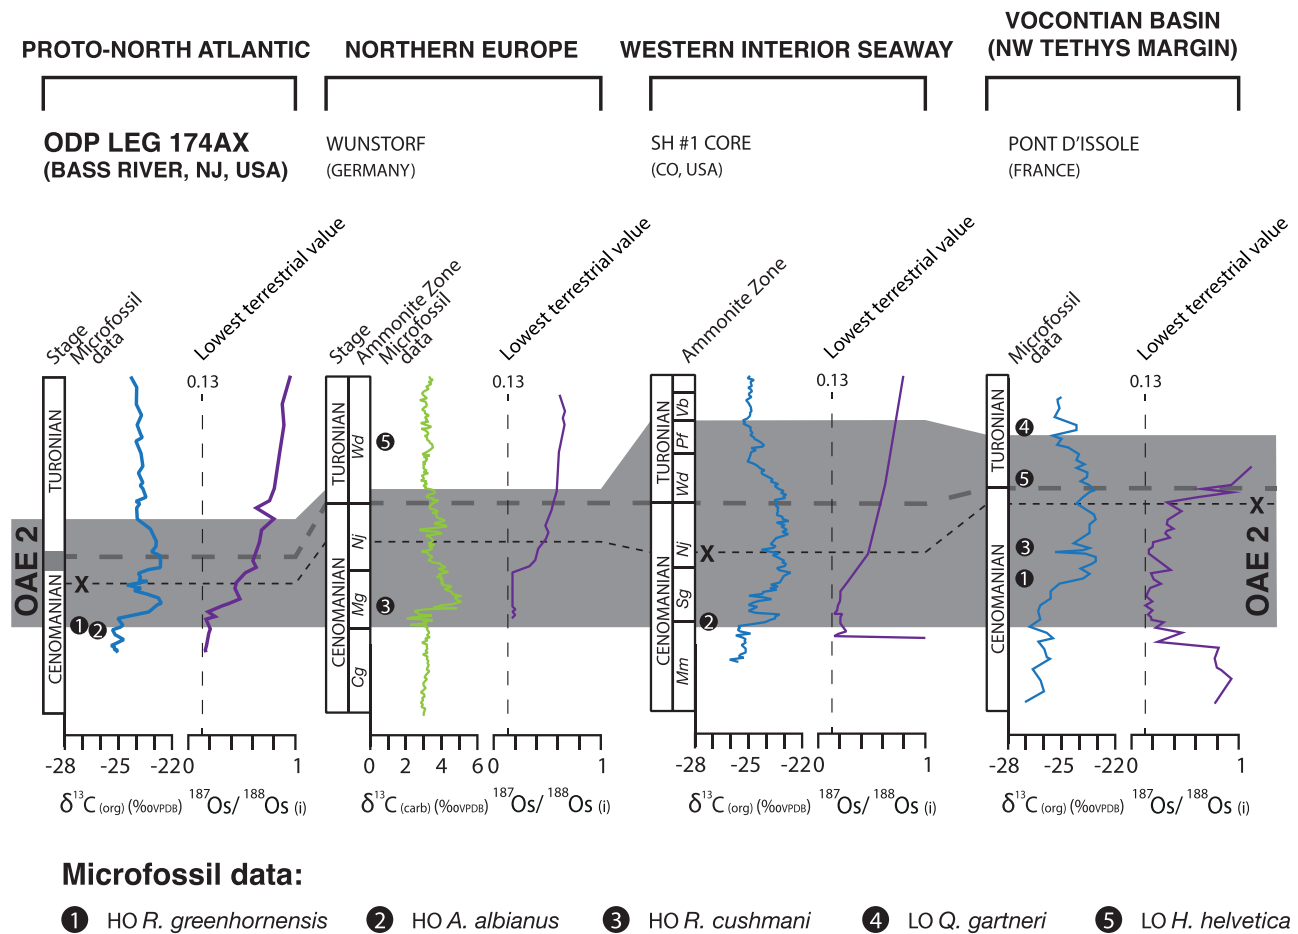 PROTO-NORTH ATLANTIC
NORTHERN EUROPE
WESTERN INTERIOR SEAWAY
VOCONTIAN BASIN
(NW TETHYS MARGIN)
ODP LEG 174AX
(BASS RIVER, NJ, USA)
WUNSTORF
(GERMANY)
SH #1 CORE
(CO, USA)
PONT D'ISSOLE
(FRANCE)
Stage
Microfossil
data
Lowest terrestrial value
Stage
Ammonite Zone
Microfossil
data
Lowest terrestrial value
Ammonite Zone
Lowest terrestrial value
Microfossil
data
Lowest terrestrial value
0.13
0.13
0.13
0.13
TURONIAN
CENOMANIAN
OAE 2
X
1
2
TURONIAN
CENOMANIAN
Wd
Nj
Mg
Cg
5
3
TURONIAN
CENOMANIAN
Vb
Pf
Wd
Nj
Sg
Mm
X
2
TURONIAN
CENOMANIAN
4
5
3
1
X
OAE 2
-28 -25 -22 0 1
0 2 4 6 0 1
-28 -25 -22 0 1
-28 -25 -22 0 1
δ13C (org) (‰VPDB) 187Os/ 188Os (i)
δ13C (carb) (‰VPDB) 187Os/ 188Os (i)
δ13C (org) (‰VPDB) 187Os/ 188Os (i)
δ13C (org) (‰VPDB) 187Os/ 188Os (i)
Microfossil data:
1 HO R. greenhornensis
2 HO A. albianus
3 HO R. cushmani
4 LO Q. gartneri
5 LO H. helvetica